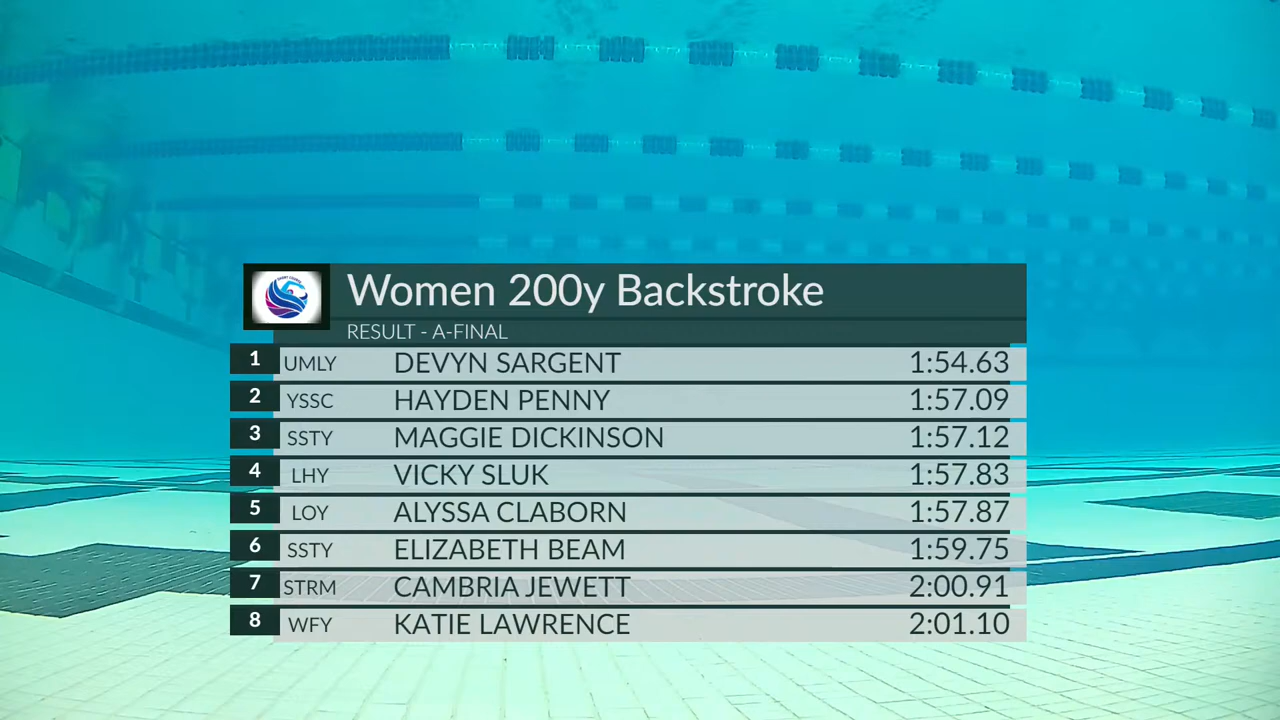 Women 200y Backstroke
RESULT - A-FINAL
1 UMLY DEVYN SARGENT 1:54.63
2 YSSC HAYDEN PENNY 1:57.09
3 SSTY MAGGIE DICKINSON 1:57.12
4 LHY VICKY SLUK 1:57.83
5 LOY ALYSSA CLABORN 1:57.87
6 SSTY ELIZABETH BEAM 1:59.75
7 STRM CAMBRIA JEWETT 2:00.91
8 WFY KATIE LAWRENCE 2:01.10